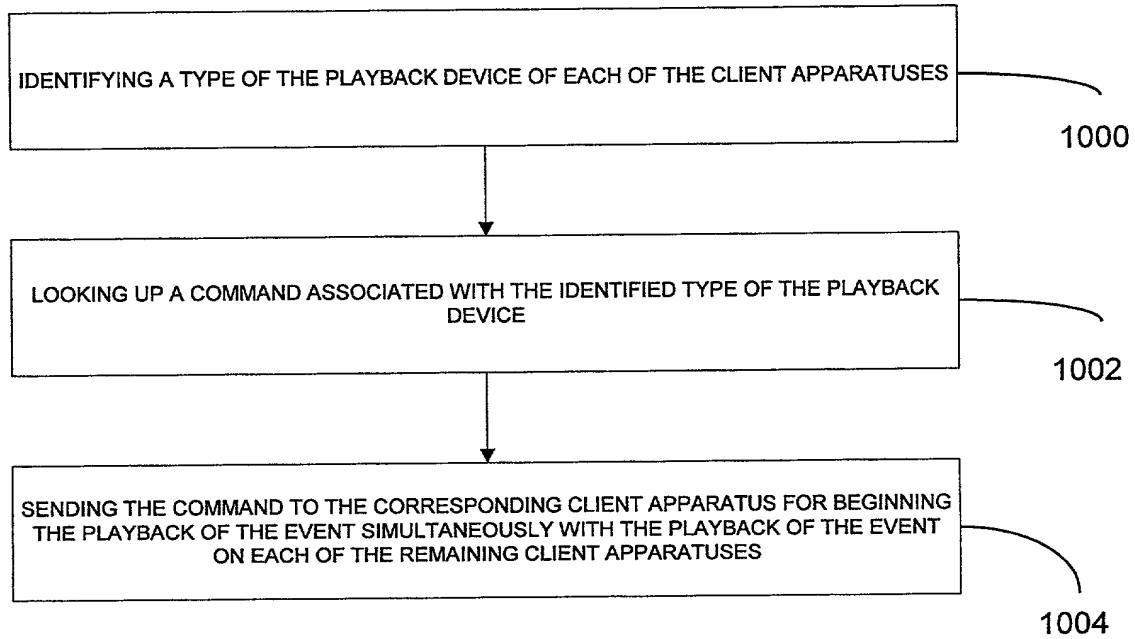 IDENTIFYING A TYPE OF THE PLAYBACK DEVICE OF EACH OF THE CLIENT APPARATUSES
1000
LOOKING UP A COMMAND ASSOCIATED WITH THE IDENTIFIED TYPE OF THE PLAYBACK
DEVICE
1002
SENDING THE COMMAND TO THE CORRESPONDING CLIENT APPARATUS FOR BEGINNING
THE PLAYBACK OF THE EVENT SIMULTANEOUSLY WITH THE PLAYBACK OF THE EVENT
ON EACH OF THE REMAINING CLIENT APPARATUSES
1004